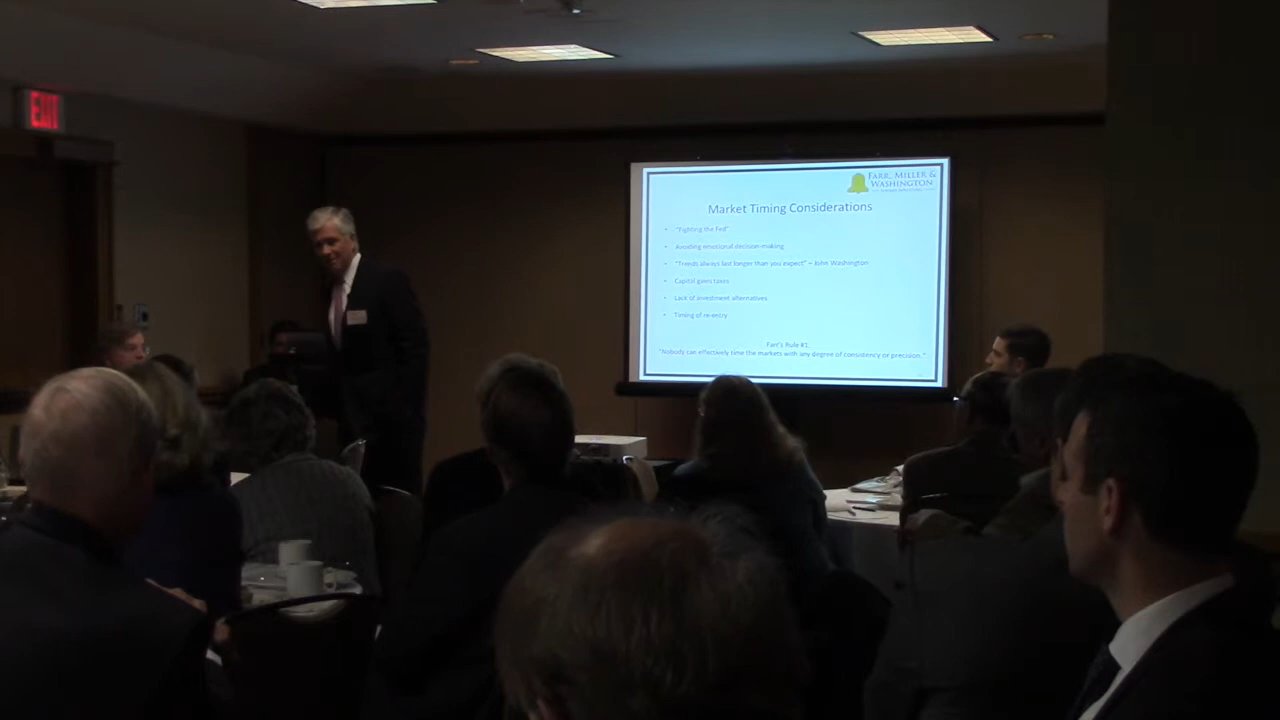 EXIT
FARR, MILLER &
WASHINGTON
Market Timing Considerations
• "Fighting the Fed"
• Avoiding emotional decision-making
• "Trends always last longer than you expect" – John Washington
• Capital gains taxes
• Lack of investment alternatives
• Timing of re-entry
Farr's Rule #1:
"Nobody can effectively time the markets with any degree of consistency or precision."